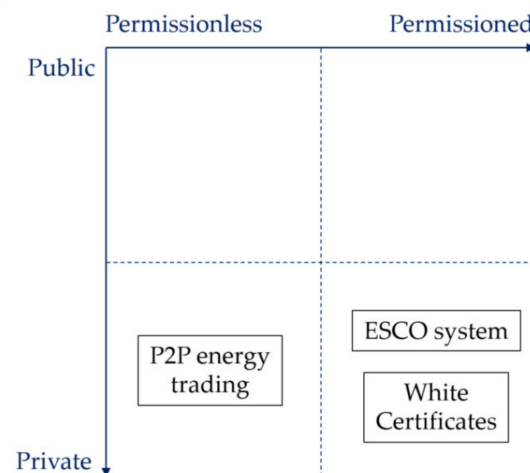 Permissionless Permissioned
Public
P2P energy
trading
ESCO system
White
Certificates
Private